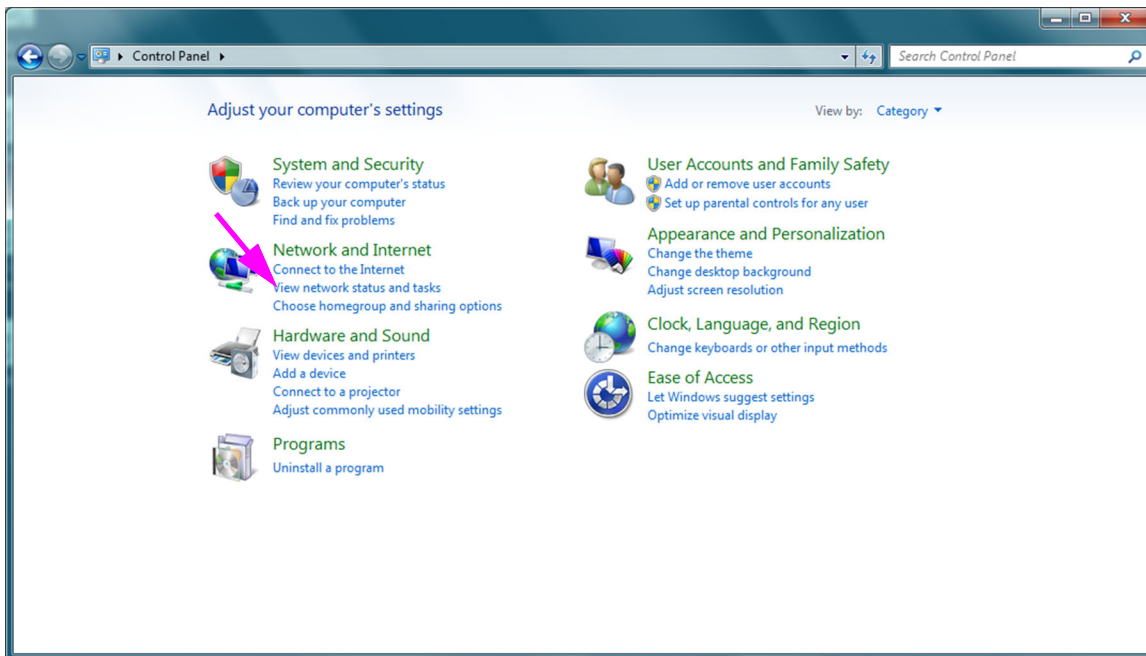 Control Panel
Search Control Panel
Adjust your computer's settings
View by: Category
System and Security
Review your computer's status
Back up your computer
Find and fix problems
Network and Internet
Connect to the Internet
View network status and tasks
Choose homegroup and sharing options
Hardware and Sound
View devices and printers
Add a device
Connect to a projector
Adjust commonly used mobility settings
Programs
Uninstall a program
User Accounts and Family Safety
Add or remove user accounts
Set up parental controls for any user
Appearance and Personalization
Change the theme
Change desktop background
Adjust screen resolution
Clock, Language, and Region
Change keyboards or other input methods
Ease of Access
Let Windows suggest settings
Optimize visual display